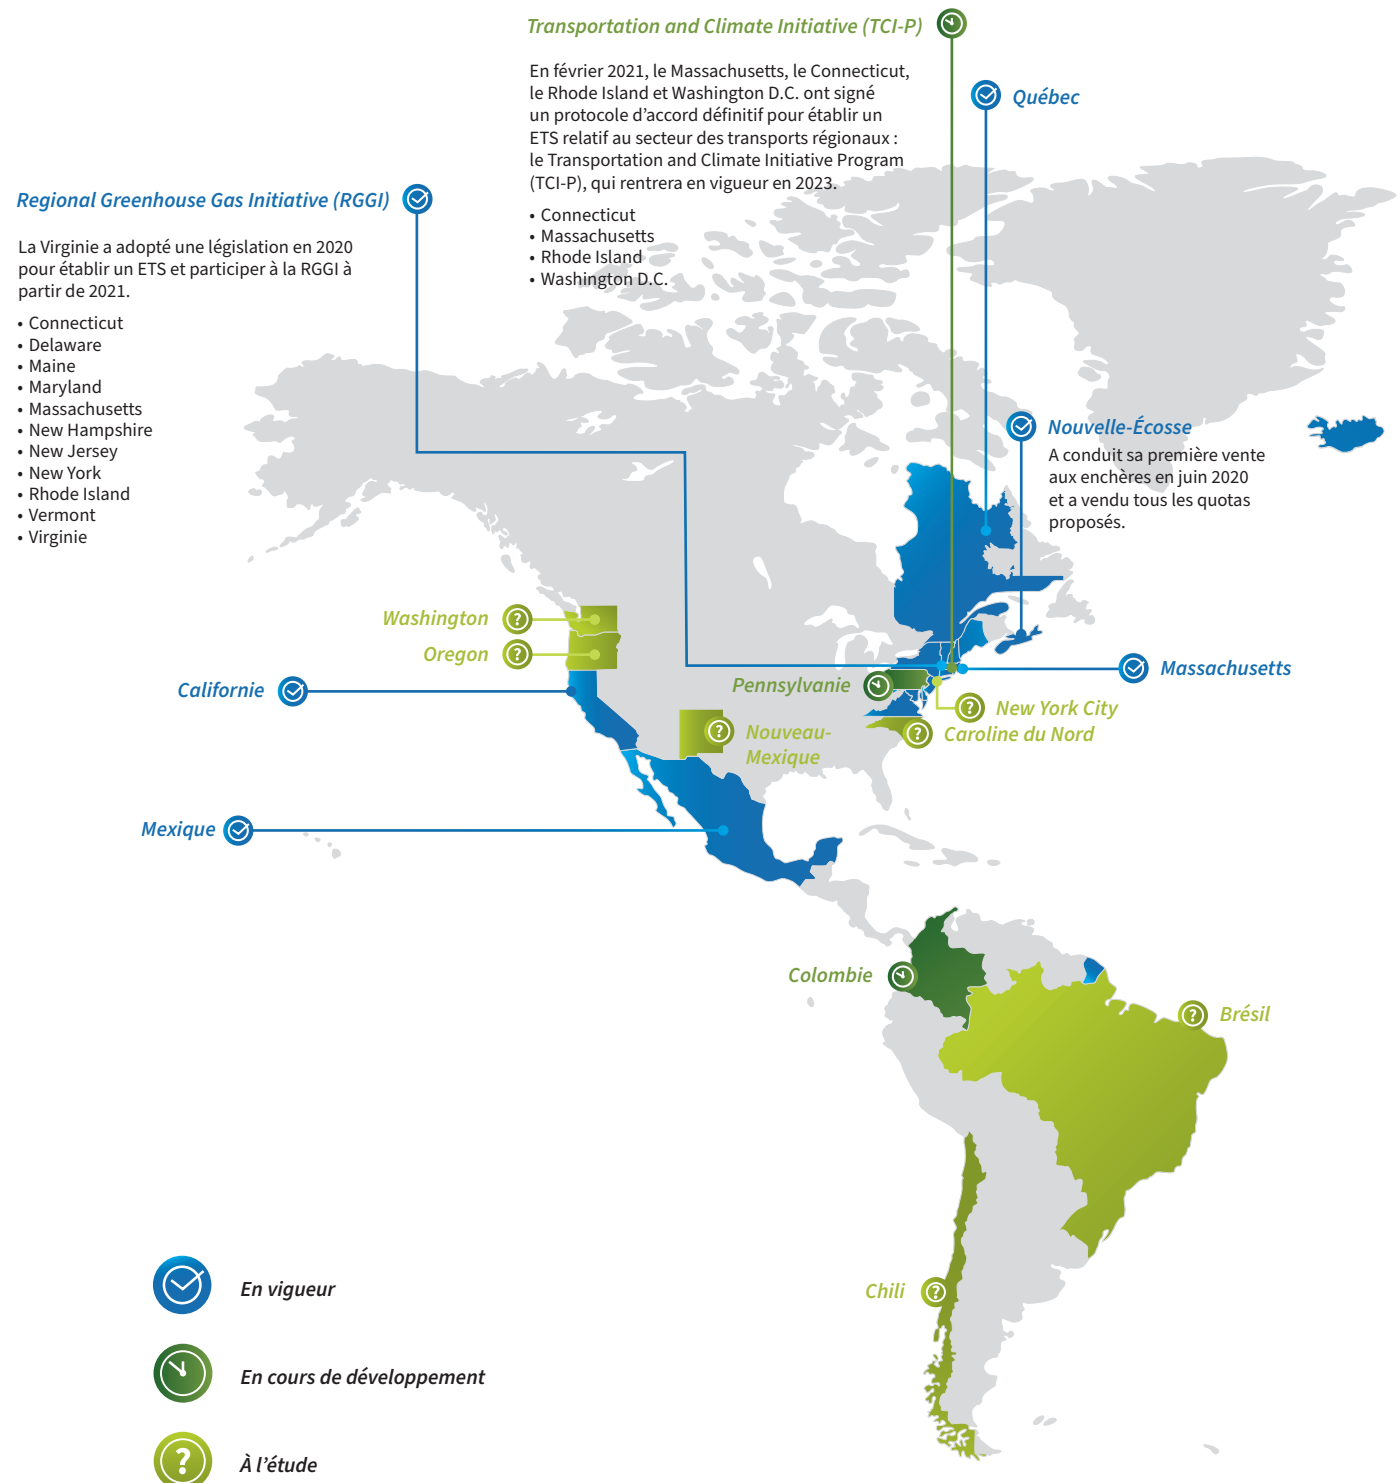 Transportation and Climate Initiative (TCI-P)
En février 2021, le Massachusetts, le Connecticut,
le Rhode Island et Washington D.C. ont signé
un protocole d’accord définitif pour établir un
ETS relatif au secteur des transports régionaux :
le Transportation and Climate Initiative Program
(TCI-P), qui rentrera en vigueur en 2023.
• Connecticut
• Massachusetts
• Rhode Island
• Washington D.C.
Québec
Regional Greenhouse Gas Initiative (RGGI)
La Virginie a adopté une législation en 2020
pour établir un ETS et participer à la RGGI à
partir de 2021.
• Connecticut
• Delaware
• Maine
• Maryland
• Massachusetts
• New Hampshire
• New Jersey
• New York
• Rhode Island
• Vermont
• Virginie
Nouvelle-Écosse
A conduit sa première vente
aux enchères en juin 2020
et a vendu tous les quotas
proposés.
Washington ?
Oregon ?
Californie
Massachusetts
Pennsylvanie
? New York City
? Caroline du Nord
? Nouveau-
Mexique
Mexique
Colombie
? Brésil
Chili ?
En vigueur
En cours de développement
? À l’étude